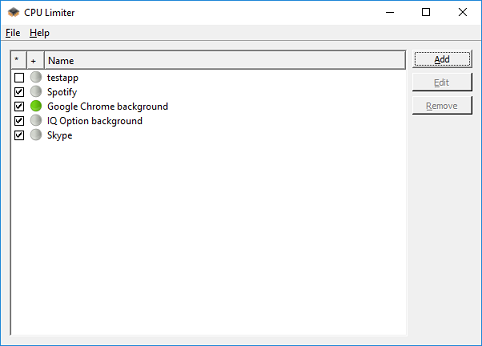 CPU Limiter
File Help
* + Name
Add
testapp
Edit
Spotify
Google Chrome background
Remove
IQ Option background
Skype